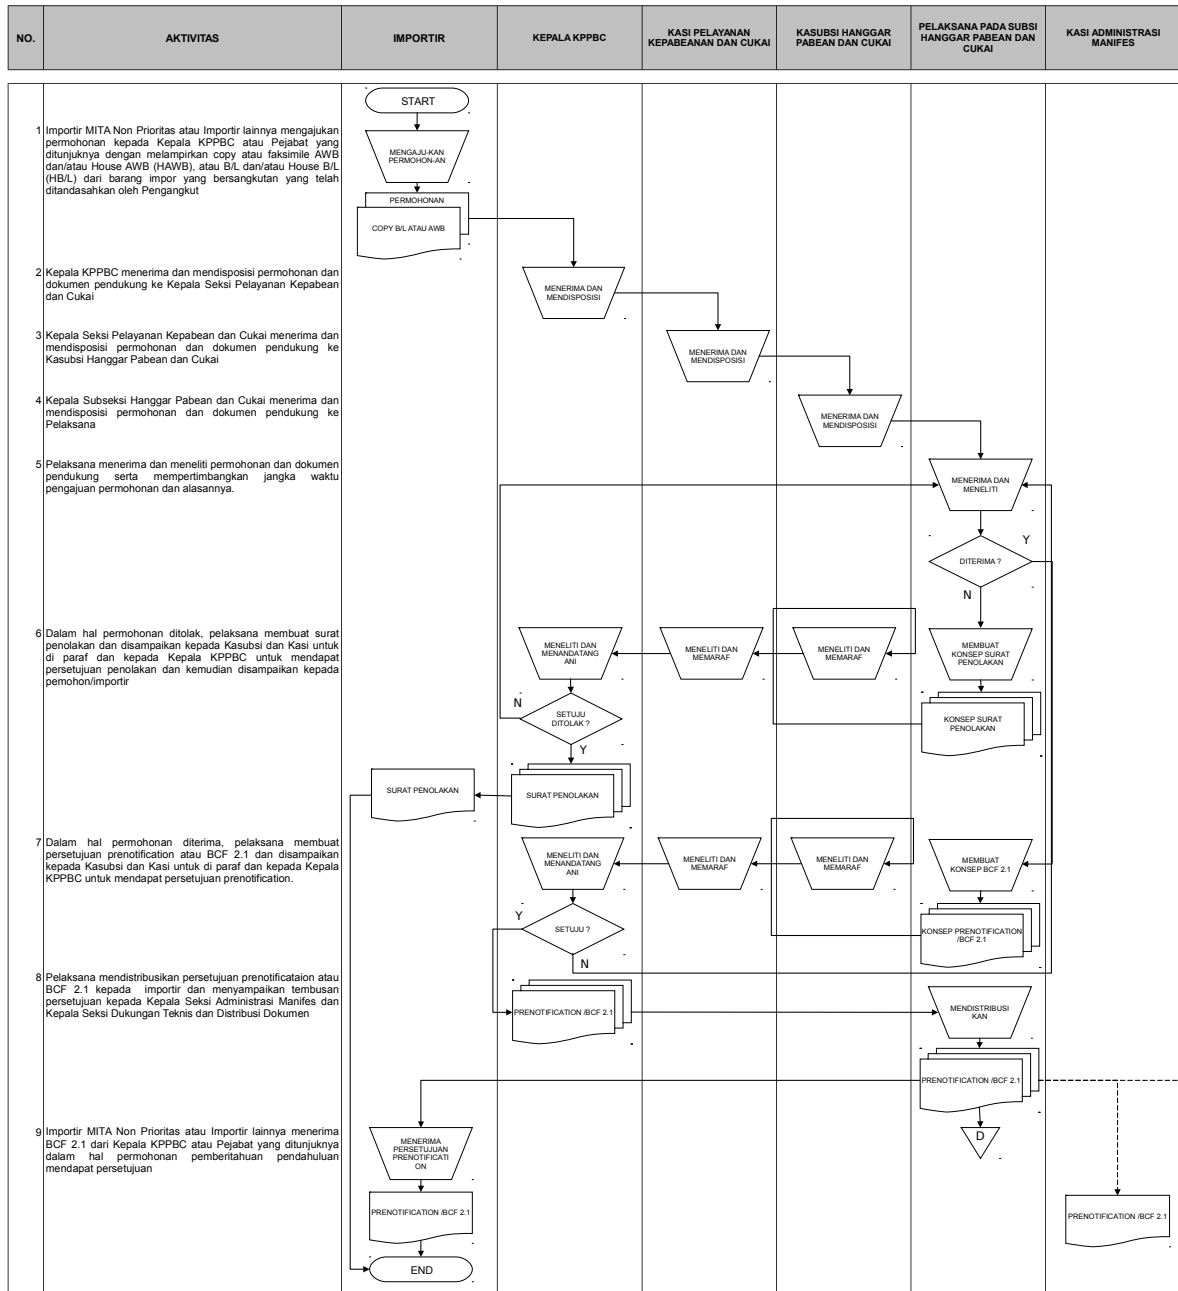 NO.
AKTIVITAS
IMPORTIR
KEPALA KPPBC
KASI PELAYANAN
KEPABEANAN DAN CUKAI
KASUBSI HANGGAR
PABEAN DAN CUKAI
PELAKSANA PADA SUBSI
HANGGAR PABEAN DAN
CUKAI
KASI ADMINISTRASI
MANIFES
START
1 Importir MITA Non Prioritas atau Importir lainnya mengajukan
permohonan kepada Kepala KPPBC atau Pejabat yang
ditunjuknya dengan melampirkan copy atau faksimile AWB
dan/atau House AWB (HAWB), atau B/L dan/atau House B/L
(HB/L) dari barang impor yang bersangkutan yang telah
ditandasahkan oleh Pengangkut
MENGAJU-KAN
PERMOHON-AN
PERMOHONAN
COPY B/L ATAU AWB
2 Kepala KPPBC menerima dan mendisposi permohonan dan
dokumen pendukung ke Kepala Seksi Pelayanan Kepabean
dan Cukai
MENERIMA DAN
MENDISPOSISI
3 Kepala Seksi Pelayanan Kepabean dan Cukai menerima dan
mendisposi permohonan dan dokumen pendukung ke
Kasubsi Hanggar Pabean dan Cukai
MENERIMA DAN
MENDISPOSISI
4 Kepala Subseksi Hanggar Pabean dan Cukai menerima dan
mendisposi permohonan dan dokumen pendukung ke
Pelaksana
MENERIMA DAN
MENDISPOSISI
5 Pelaksana menerima dan meneliti permohonan dan dokumen
pendukung serta mempertimbangkan jangka waktu
pengajuan permohonan dan alasannya.
MENERIMA DAN
MENELITI
Y
DITERIMA ?
N
6 Dalam hal permohonan ditolak, pelaksana membuat surat
penolakan dan disampaikan kepada Kasubsi dan Kasi untuk
di paraf dan kepada Kepala KPPBC untuk mendapat
persetujuan penolakan dan kemudian disampaikan kepada
pemohon/importir
MENELITI DAN
MENANDATANG
ANI
MENELITI DAN
MEMARAF
MENELITI DAN
MEMARAF
MEMBUAT
KONSEP SURAT
PENOLAKAN
N
SETUJU
DITOLAK ?
Y
KONSEP SURAT
PENOLAKAN
SURAT PENOLAKAN
SURAT PENOLAKAN
7 Dalam hal permohonan diterima, pelaksana membuat
persetujuan prenotification atau BCF 2.1 dan disampaikan
kepada Kasubsi dan Kasi untuk di paraf dan kepada Kepala
KPPBC untuk mendapat persetujuan prenotification.
MENELITI DAN
MENANDATANG
ANI
MENELITI DAN
MEMARAF
MENELITI DAN
MEMARAF
MEMBUAT
KONSEP BCF 2.1
Y
SETUJU ?
N
KONSEP PRENOTIFICATION
/BCF 2.1
8 Pelaksana mendistribusikan persetujuan prenotificataion atau
BCF 2.1 kepada importir dan menyampaikan tembusan
persetujuan kepada Kepala Seksi Administrasi Manifes dan
Kepala Seksi Dukungan Teknis dan Distribusi Dokumen
PRENOTIFICATION /BCF 2.1
MENDISTRIBUSI
KAN
PRENOTIFICATION /BCF 2.1
D
9 Importir MITA Non Prioritas atau Importir lainnya menerima
BCF 2.1 dari Kepala KPPBC atau Pejabat yang ditunjuknya
dalam hal permohonan pemberitahuan pendahuluan
mendapat persetujuan
MENERIMA
PERSETUJUAN
PRENOTIFICATI
ON
PRENOTIFICATION /BCF 2.1
PRENOTIFICATION /BCF 2.1
END